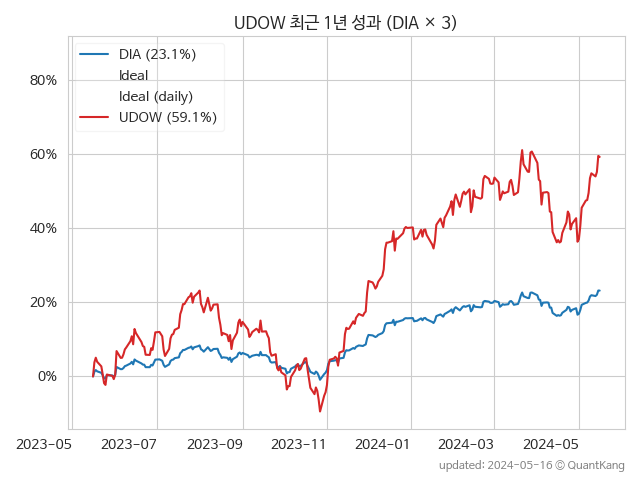 UDOW 최근 1년 성과 (DIA × 3)
DIA (23.1%)
Ideal
Ideal (daily)
UDOW (59.1%)
80%
60%
40%
20%
0%
2023-05 2023-07 2023-09 2023-11 2024-01 2024-03 2024-05
updated: 2024-05-16 © QuantKang